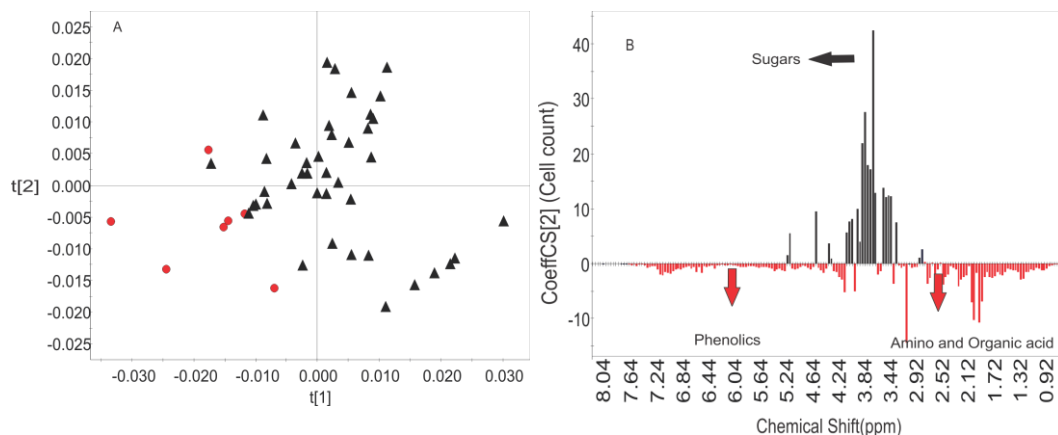 A
0.025
0.020
0.015
0.010
0.005
t[2]
0.000
-0.005
-0.010
-0.015
-0.020
-0.025
-0.030 -0.020 -0.010 0.000 0.010 0.020 0.030
t[1]
B
CoeffCS[2] (Cell count)
40
30
20
10
0
-10
Sugars
Phenolics
Amino and Organic acid
8.04 7.64 7.24 6.84 6.44 6.04 5.64 5.24 4.64 4.24 3.84 3.44 2.92 2.52 2.12 1.72 1.32 0.92
Chemical Shift(ppm)